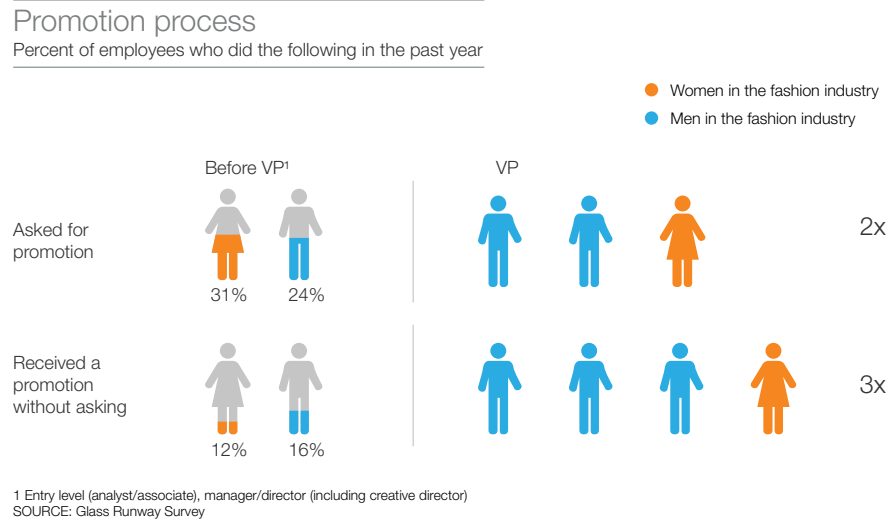 Promotion process
Percent of employees who did the following in the past year
Women in the fashion industry
Men in the fashion industry
Before VP¹
VP
Asked for
promotion
2x
31%
24%
Received a
promotion
without asking
3x
12%
16%
1 Entry level (analyst/associate), manager/director (including creative director)
SOURCE: Glass Runway Survey